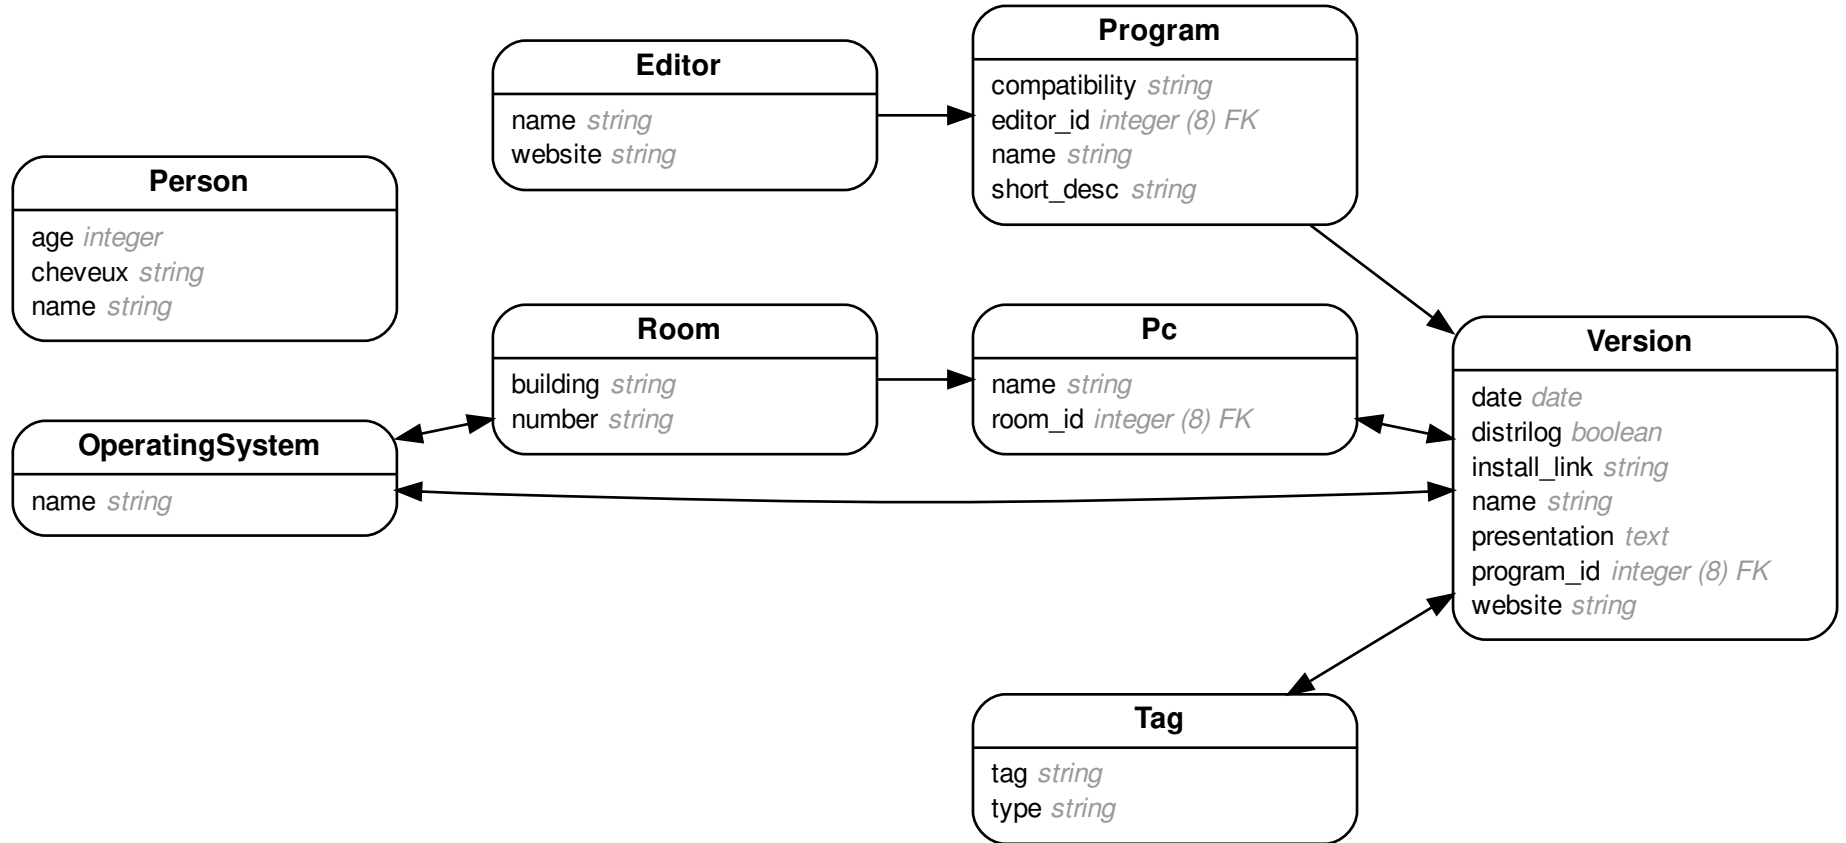 Person
age integer
cheveux string
name string
OperatingSystem
name string
Editor
name string
website string
Room
building string
number string
Program
compatibility string
editor_id integer (8) FK
name string
short_desc string
Pc
name string
room_id integer (8) FK
Tag
tag string
type string
Version
date date
distrilog boolean
install_link string
name string
presentation text
program_id integer (8) FK
website string